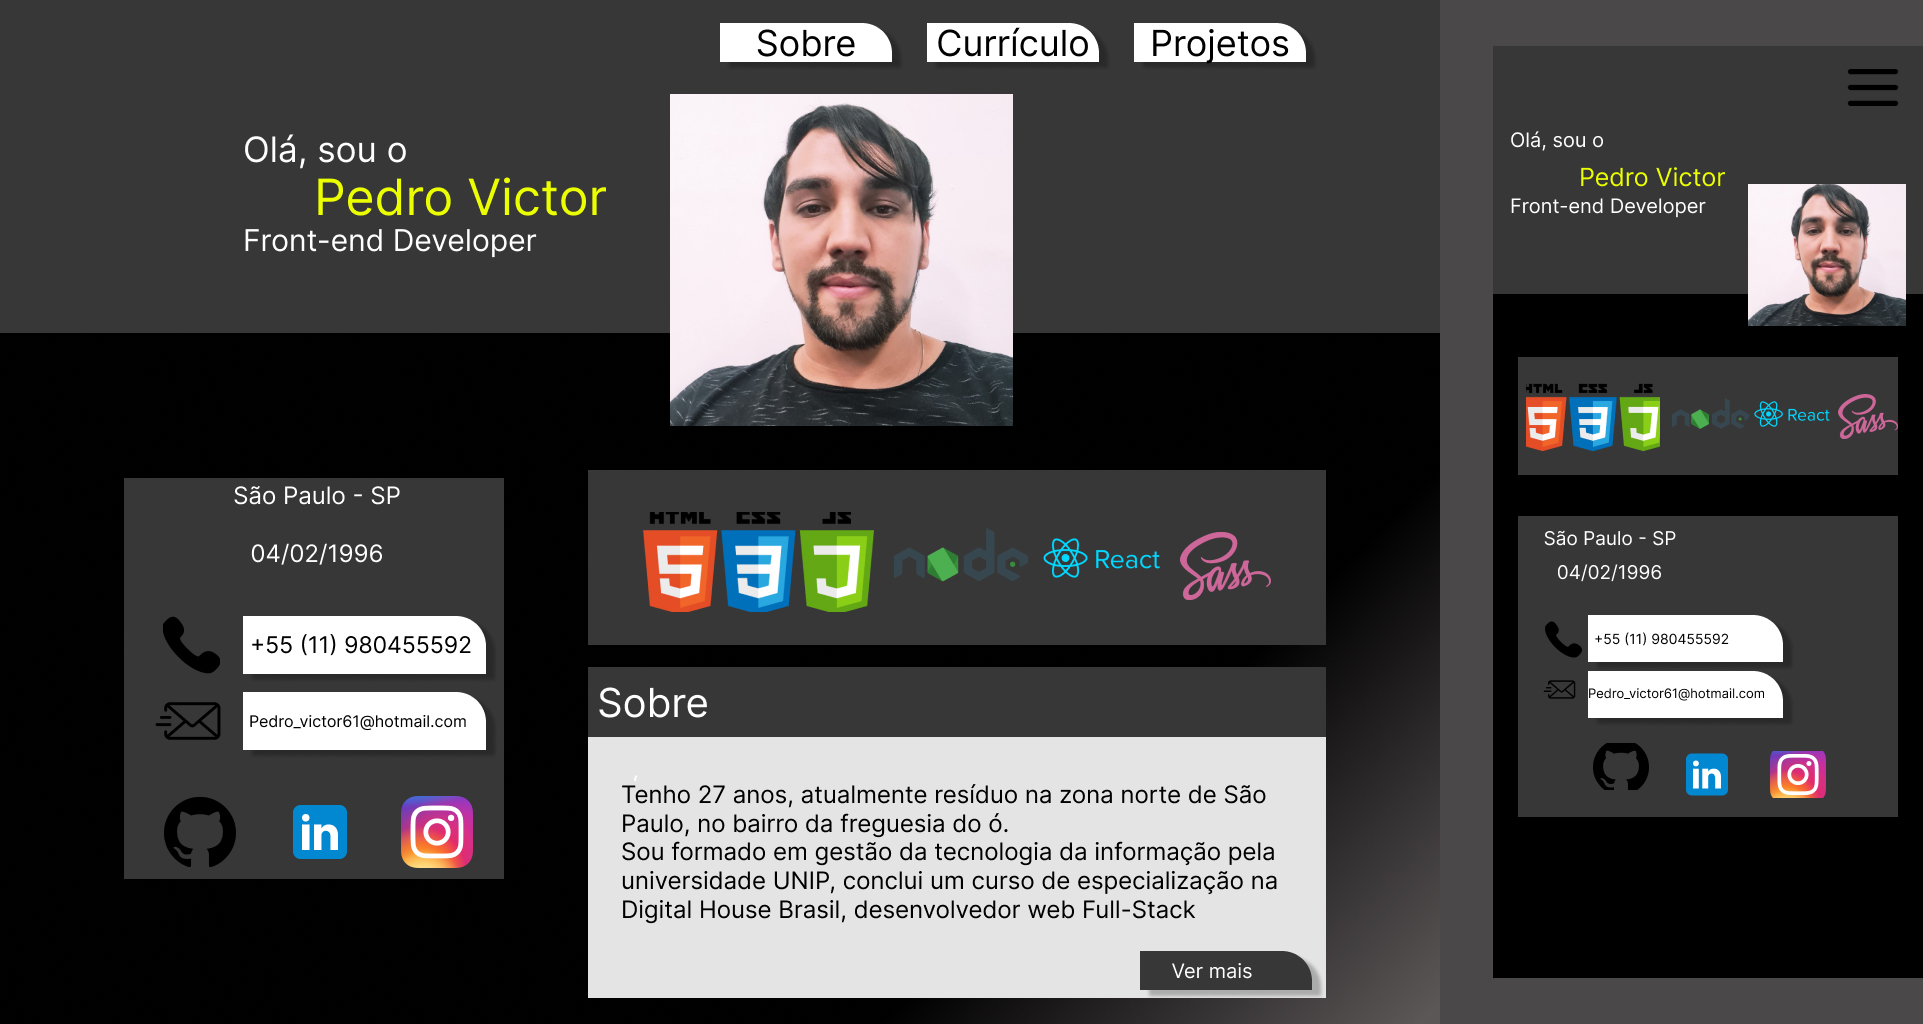 Sobre
Currículo
Projetos
Olá, sou o
Pedro Victor
Front-end Developer
São Paulo - SP
04/02/1996
+55 (11) 980455592
Pedro_victor61@hotmail.com
in
HTML CSS JS
node
React
Sass
Sobre
Tenho 27 anos, atualmente resíduo na zona norte de São
Paulo, no bairro da freguesia do ó.
Sou formado em gestão da tecnologia da informação pela
universidade UNIP, conclui um curso de especialização na
Digital House Brasil, desenvolvedor web Full-Stack
Ver mais
Olá, sou o
Pedro Victor
Front-end Developer
HTML CSS JS
node
React
Sass
São Paulo - SP
04/02/1996
+55 (11) 980455592
Pedro_victor61@hotmail.com
in